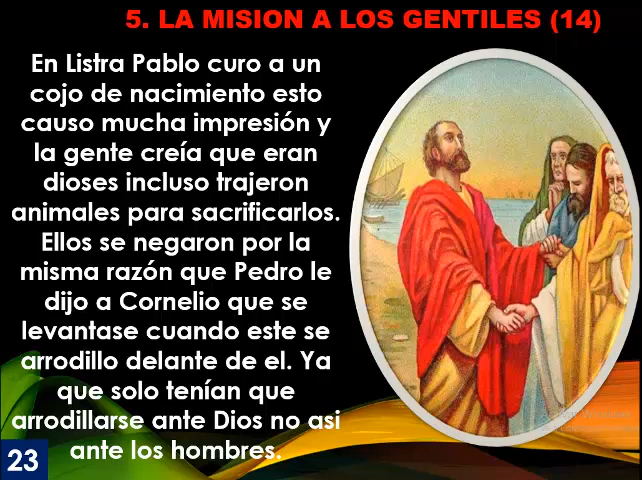 5. LA MISION A LOS GENTILES (14)
En Listra Pablo curo a un
cojo de nacimiento esto
causo mucha impresión y
la gente creía que eran
dioses incluso trajeron
animales para sacrificarlos.
Ellos se negaron por la
misma razón que Pedro le
dijo a Cornelio que se
levantase cuando este se
arrodillo delante de el. Ya
que solo tenían que
arrodillarse ante Dios no asi
ante los hombres.
23